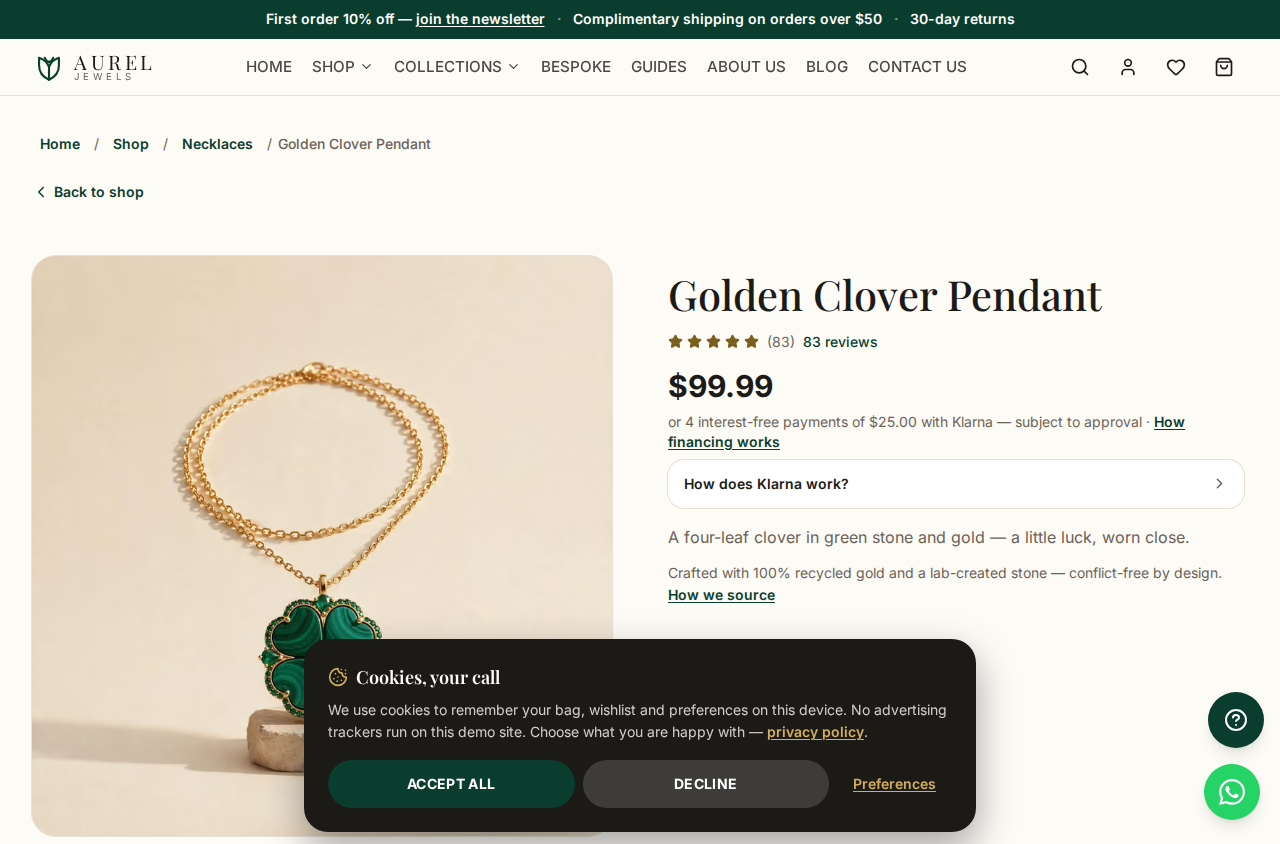 First order 10% off — join the newsletter · Complimentary shipping on orders over $50 · 30-day returns
AUREL
JEWELS
HOME SHOP COLLECTIONS BESPOKE GUIDES ABOUT US BLOG CONTACT US
Home / Shop / Necklaces / Golden Clover Pendant
Back to shop
Golden Clover Pendant
(83) 83 reviews
$99.99
or 4 interest-free payments of $25.00 with Klarna — subject to approval · How
financing works
How does Klarna work?
A four-leaf clover in green stone and gold — a little luck, worn close.
Crafted with 100% recycled gold and a lab-created stone — conflict-free by design.
How we source
Cookies, your call
We use cookies to remember your bag, wishlist and preferences on this device. No advertising
trackers run on this demo site. Choose what you are happy with — privacy policy.
ACCEPT ALL DECLINE Preferences